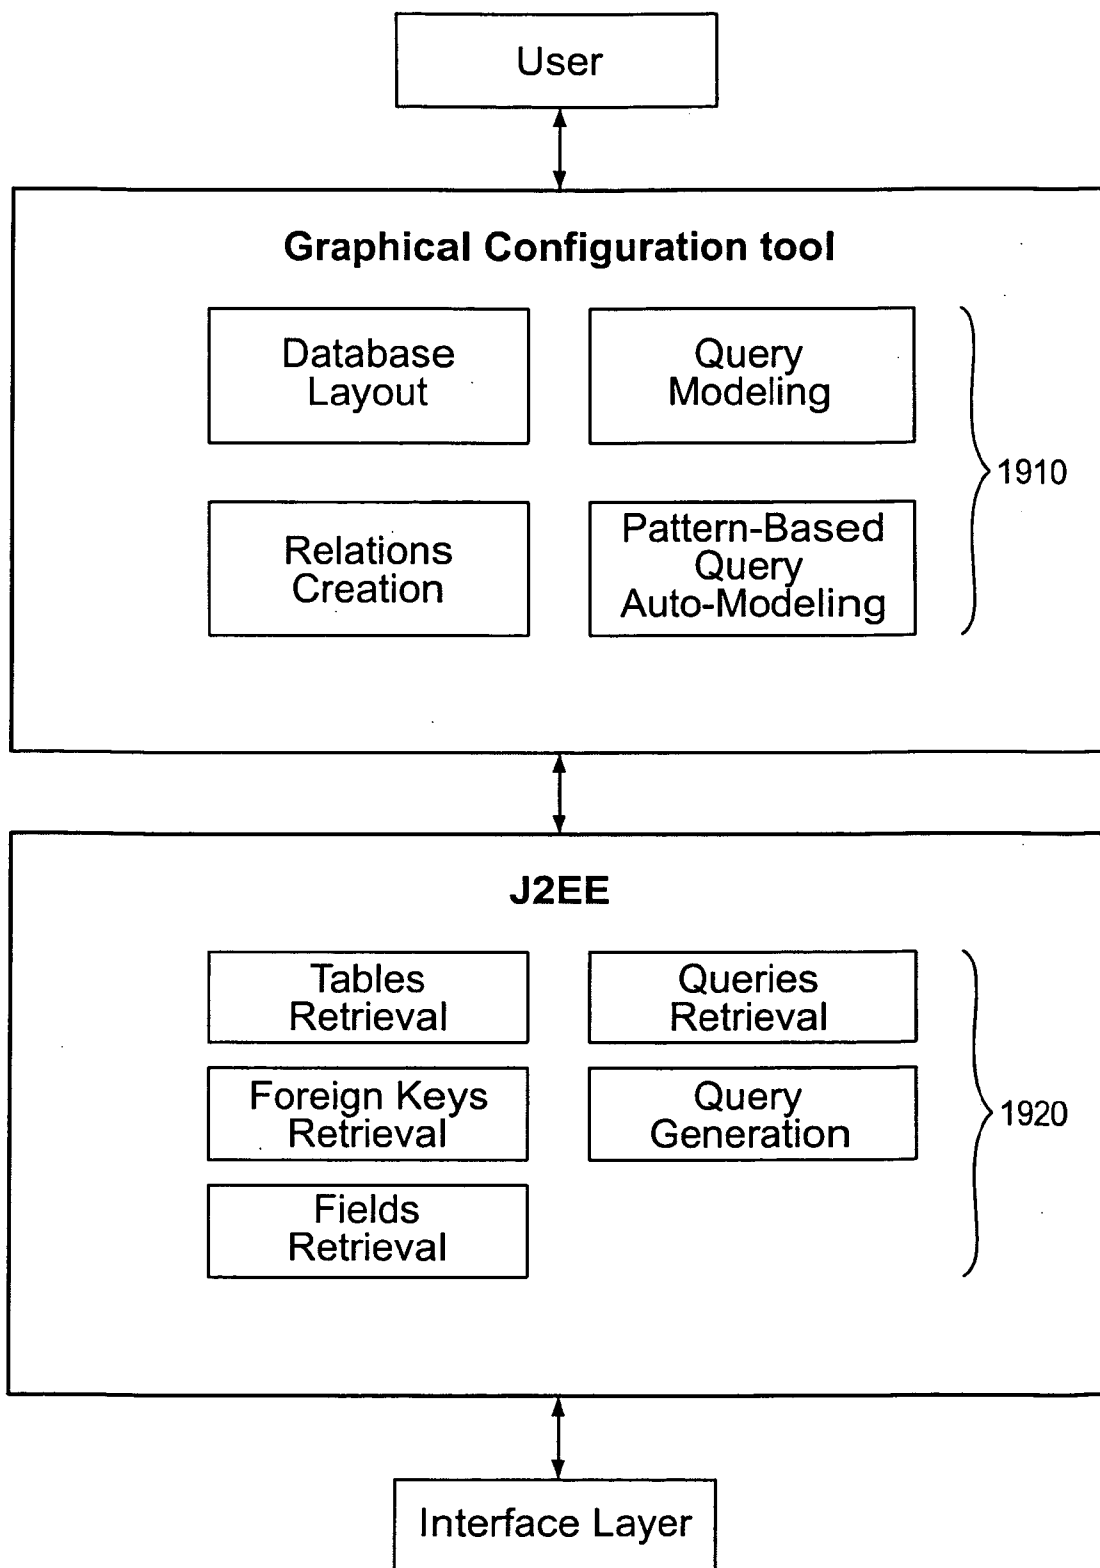 User
Graphical Configuration tool
Database
Layout
Query
Modeling
Relations
Creation
Pattern-Based
Query
Auto-Modeling
1910
J2EE
Tables
Retrieval
Queries
Retrieval
Foreign Keys
Retrieval
Query
Generation
Fields
Retrieval
1920
Interface Layer